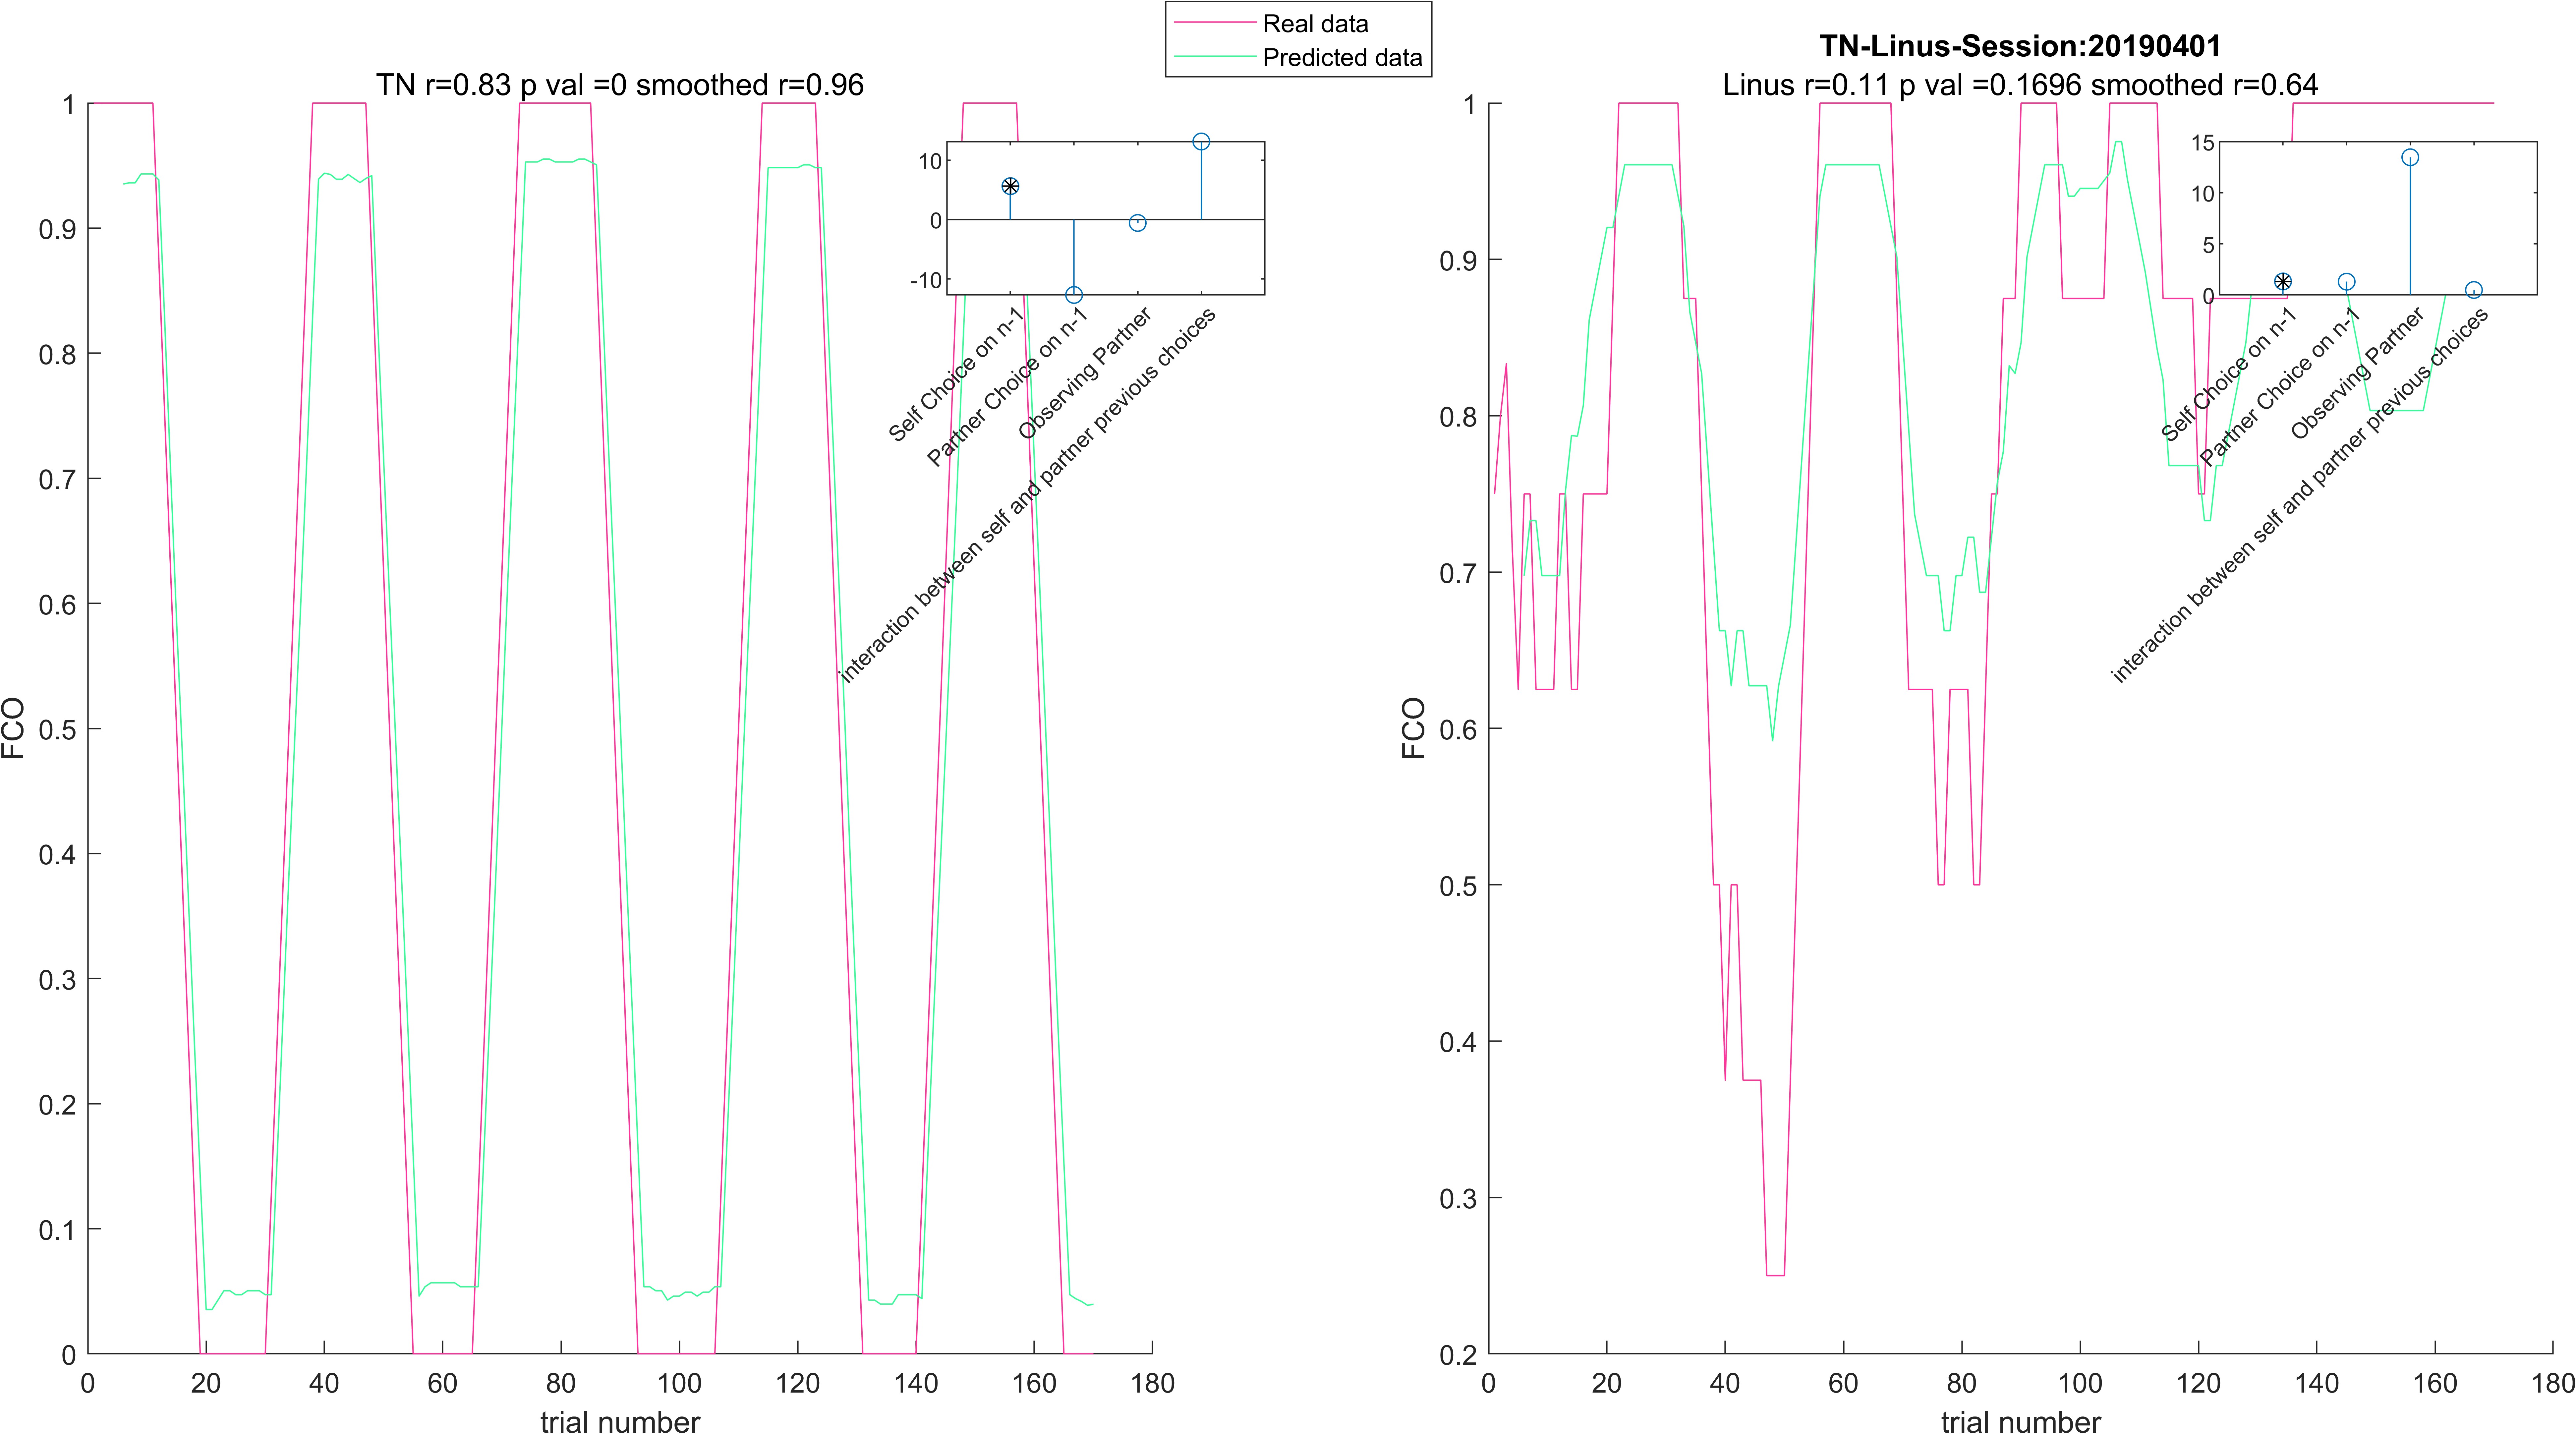 Real data
Predicted data
TN r=0.83 p val =0 smoothed r=0.96
1
0.9
0.8
0.7
0.6
0.5
0.4
0.3
0.2
0.1
0
FCO
0 20 40 60 80 100 120 140 160 180
trial number
10
0
-10
Self Choice on n-1
Partner Choice on n-1
Observing Partner
interaction between self and partner previous choices
TN-Linus-Session:20190401
Linus r=0.11 p val =0.1696 smoothed r=0.64
1
0.9
0.8
0.7
0.6
0.5
0.4
0.3
0.2
FCO
0 20 40 60 80 100 120 140 160 180
trial number
15
10
5
0
Self Choice on n-1
Partner Choice on n-1
Observing Partner
interaction between self and partner previous choices